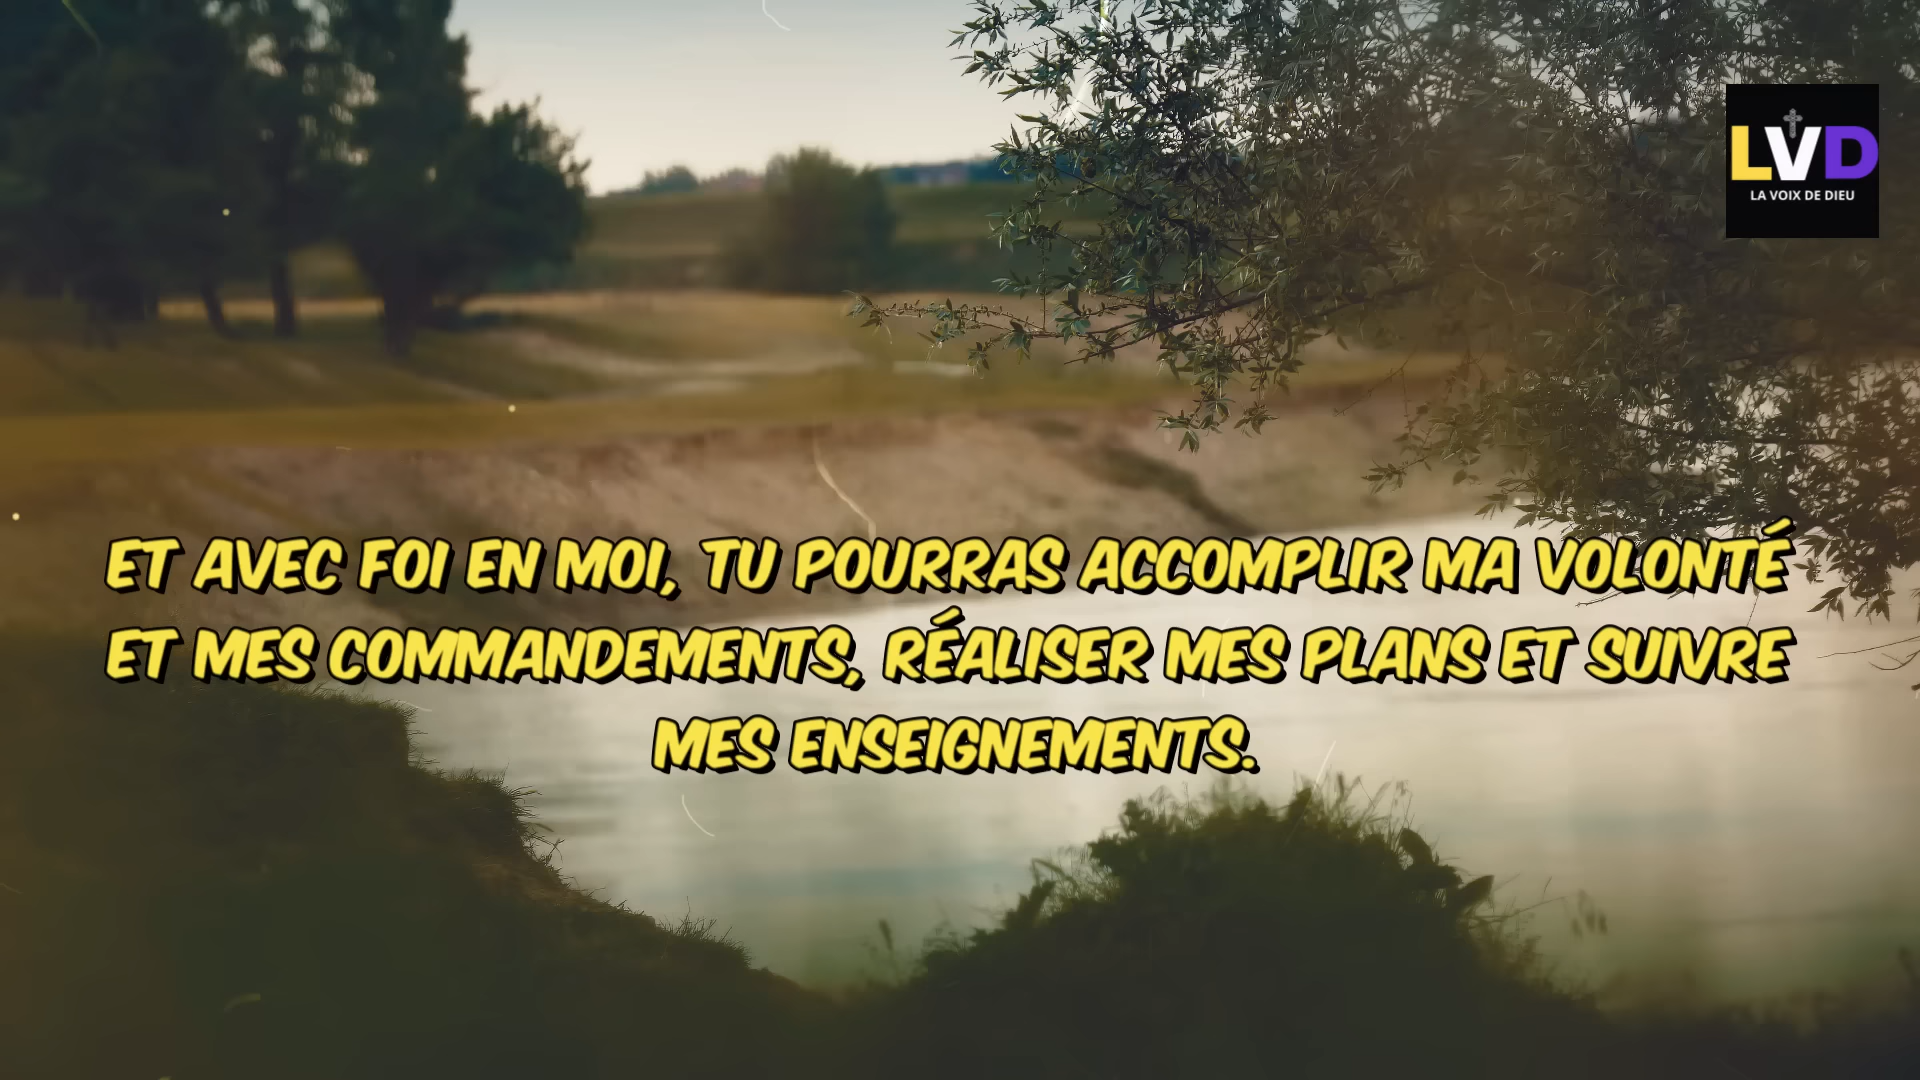 LVD
LA VOIX DE DIEU
ET AVEC FOI EN MOI, TU POURRAS ACCOMPLIR MA VOLONTÉ
ET MES COMMANDEMENTS, RÉALISER MES PLANS ET SUIVRE
MES ENSEIGNEMENTS.